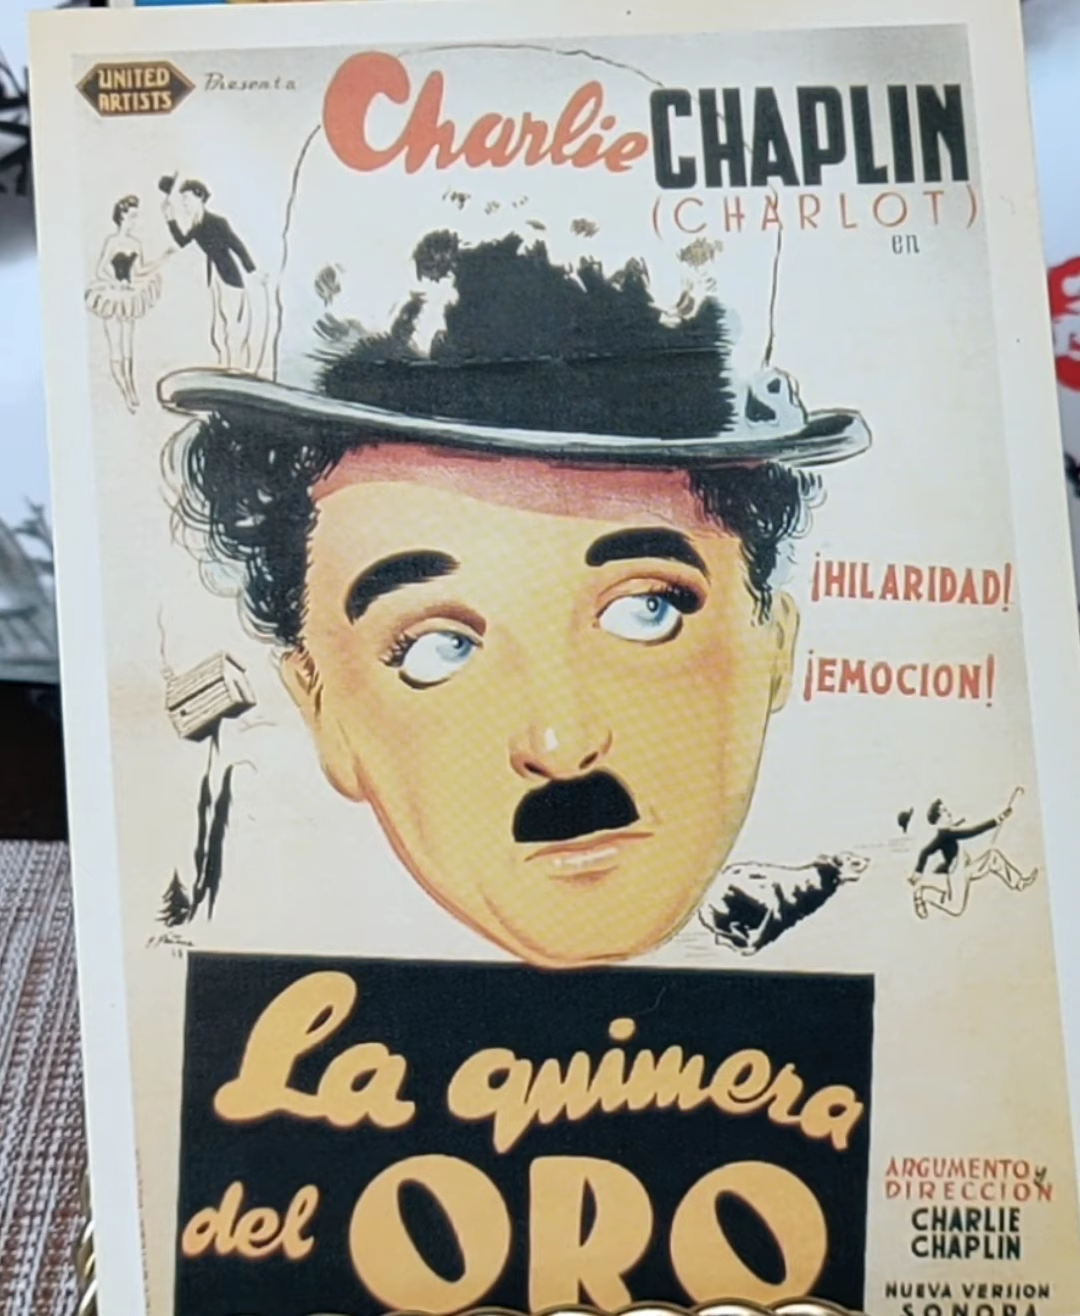 UNITED
ARTISTS
Presenta
Charlie CHAPLIN
(CHARLOT)
en
¡HILARIDAD!
¡EMOCION!
La quimera
del ORO
ARGUMENTO y
DIRECCION
CHARLIE
CHAPLIN
NUEVA VERSION
SONORA